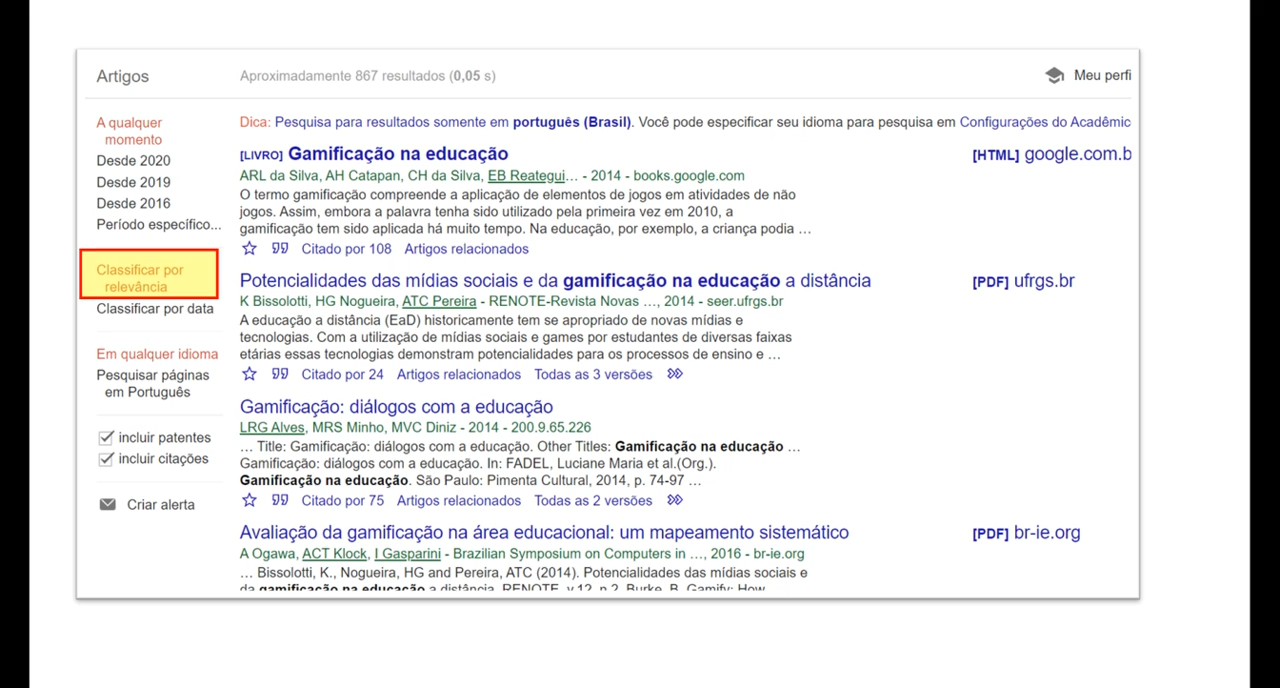 Artigos
Aproximadamente 867 resultados (0,05 s)
Meu perfi
A qualquer
momento
Desde 2020
Desde 2019
Desde 2016
Período específico...
Classificar por
relevância
Classificar por data
Em qualquer idioma
Pesquisar páginas
em Português
incluir patentes
incluir citações
Criar alerta
Dica: Pesquisa para resultados somente em português (Brasil). Você pode especificar seu idioma para pesquisa em Configurações do Acadêmic
[LIVRO] Gamificação na educação
[HTML] google.com.b
ARL da Silva, AH Catapan, CH da Silva, EB Reategui… - 2014 - books.google.com
O termo gamificação compreende a aplicação de elementos de jogos em atividades de não
jogos. Assim, embora a palavra tenha sido utilizado pela primeira vez em 2010, a
gamificação tem sido aplicada há muito tempo. Na educação, por exemplo, a criança podia …
Citado por 108 Artigos relacionados
Potencialidades das mídias sociais e da gamificação na educação a distância
[PDF] ufrgs.br
K Bissolotti, HG Nogueira, ATC Pereira - RENOTE-Revista Novas …, 2014 - seer.ufrgs.br
A educação a distância (EaD) historicamente tem se apropriado de novas mídias e
tecnologias. Com a utilização de mídias sociais e games por estudantes de diversas faixas
etárias essas tecnologias demonstram potencialidades para os processos de ensino e …
Citado por 24 Artigos relacionados Todas as 3 versões
Gamificação: diálogos com a educação
LRG Alves, MRS Minho, MVC Diniz - 2014 - 200.9.65.226
… Title: Gamificação: diálogos com a educação. Other Titles: Gamificação na educação …
Gamificação: diálogos com a educação. In: FADEL, Luciane Maria et al.(Org.).
Gamificação na educação. São Paulo: Pimenta Cultural, 2014, p. 74-97 …
Citado por 75 Artigos relacionados Todas as 2 versões
Avaliação da gamificação na área educacional: um mapeamento sistemático
[PDF] br-ie.org
A Ogawa, ACT Klock, I Gasparini - Brazilian Symposium on Computers in …, 2016 - br-ie.org
… Bissolotti, K., Nogueira, HG and Pereira, ATC (2014). Potencialidades das mídias sociais e
da gamificação na educação a distância. RENOTE, v.12, n.2. Burke, B. Gamify: How